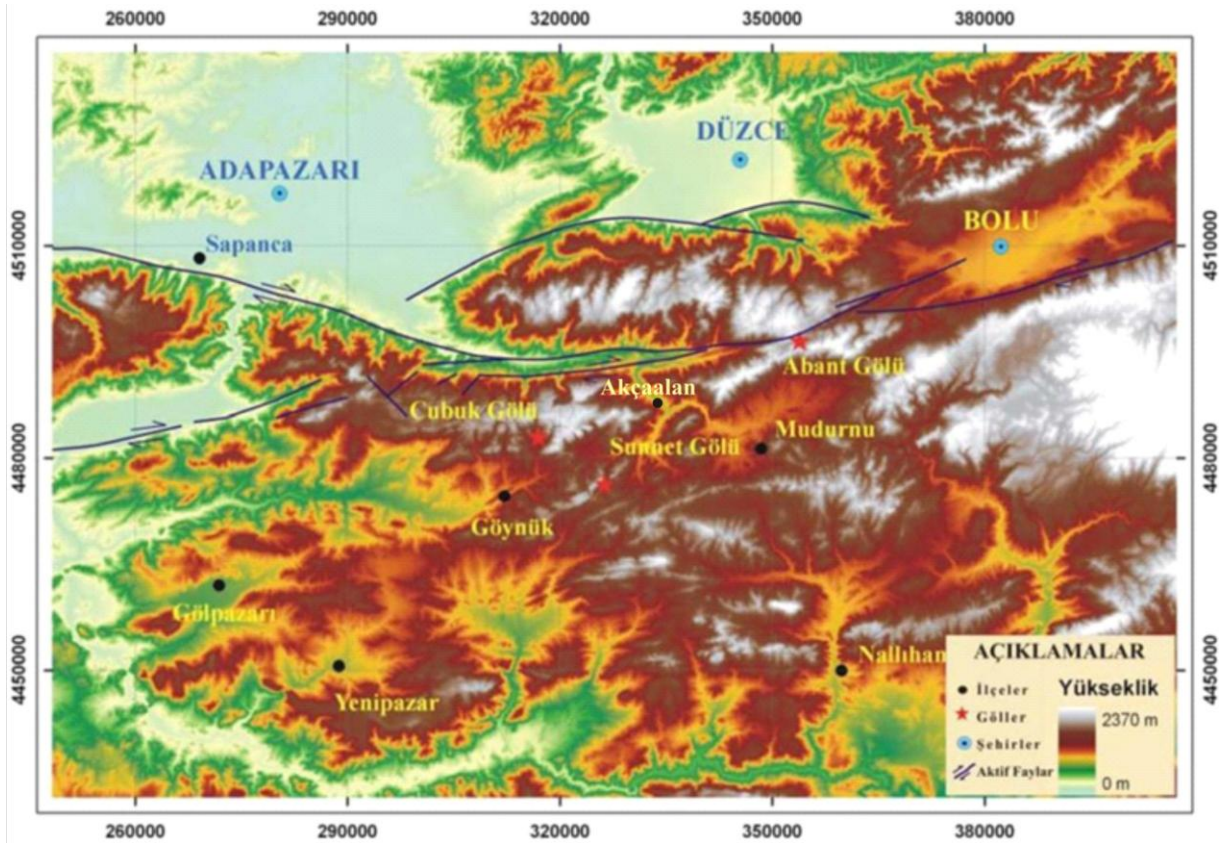 260000 290000 320000 350000 380000
DÜZCE
ADAPAZARI
BOLU
Sapanca
4510000
4510000
Abant Gölü
Akçaalan
Cubuk Gölü
Mudurnu
Sunnet Gölü
4480000
4480000
Göynük
Gölpazarı
Nallıhan
Yenipazar
4450000
4450000
AÇIKLAMALAR
İlçeler
Göller
Şehirler
Aktif Faylar
Yükseklik
2370 m
0 m
260000 290000 320000 350000 380000